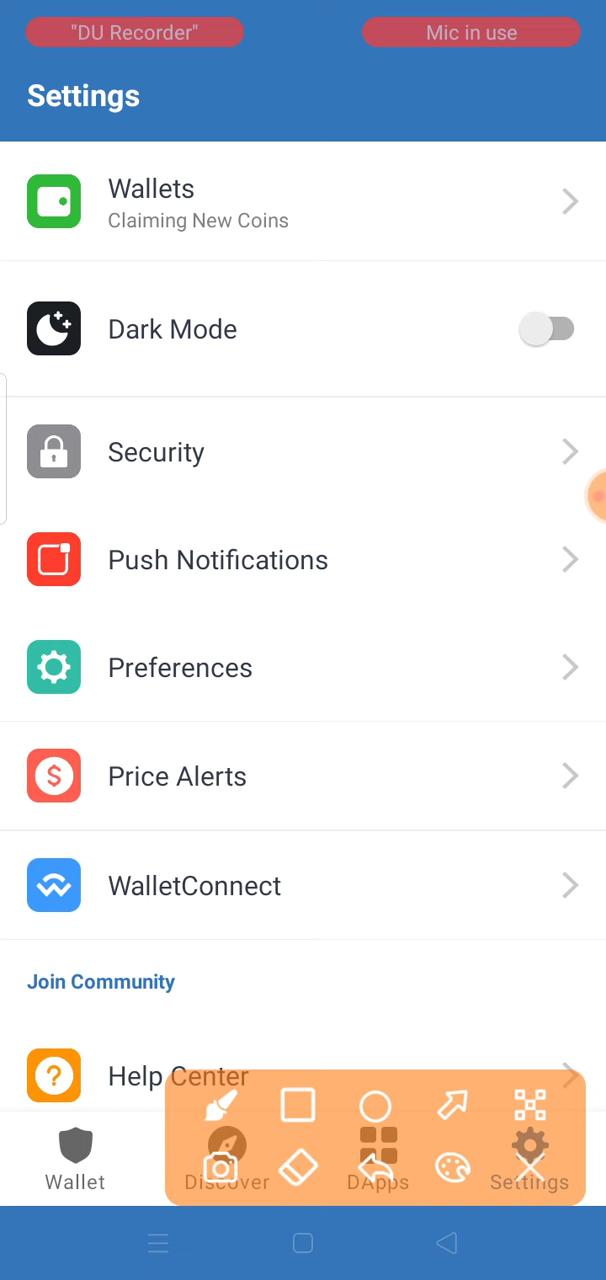 "DU Recorder"
Mic in use
Settings
Wallets
Claiming New Coins
Dark Mode
Security
Push Notifications
Preferences
Price Alerts
WalletConnect
Join Community
Help Center
Wallet
Discover
DApps
Settings